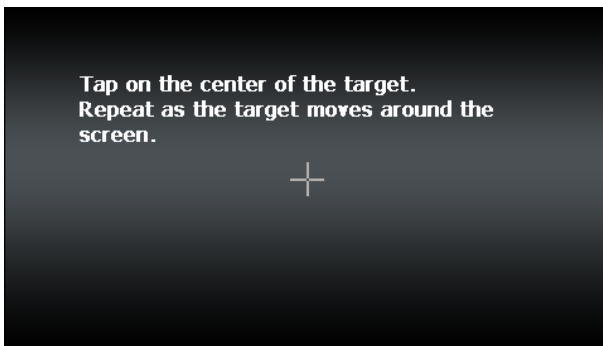 Tap on the center of the target.
Repeat as the target moves around the
screen.